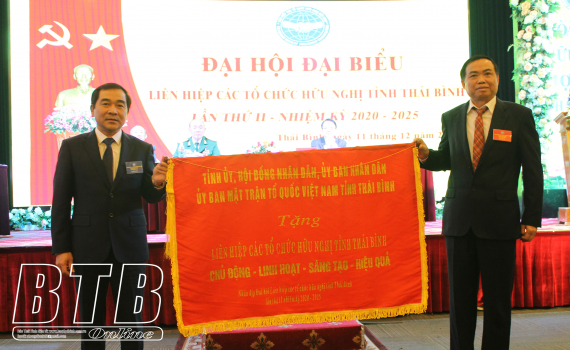 ĐẠI HỘI ĐẠI BIỂU
LIÊN HIỆP CÁC TỔ CHỨC HỮU NGHỊ TỈNH THÁI BÌNH
LẦN THỨ II - NHIỆM KỲ 2020 - 2025
Thái Bình, ngày 11-12
TỈNH ỦY, HỘI ĐỒNG NHÂN DÂN, ỦY BAN NHÂN DÂN
ỦY BAN MẶT TRẬN TỔ QUỐC VIỆT NAM TỈNH THÁI BÌNH
Tặng
LIÊN HIỆP CÁC TỔ CHỨC HỮU NGHỊ TỈNH THÁI BÌNH
CHỦ ĐỘNG - LINH HOẠT - SÁNG TẠO - HIỆU QUẢ
BTB
Online